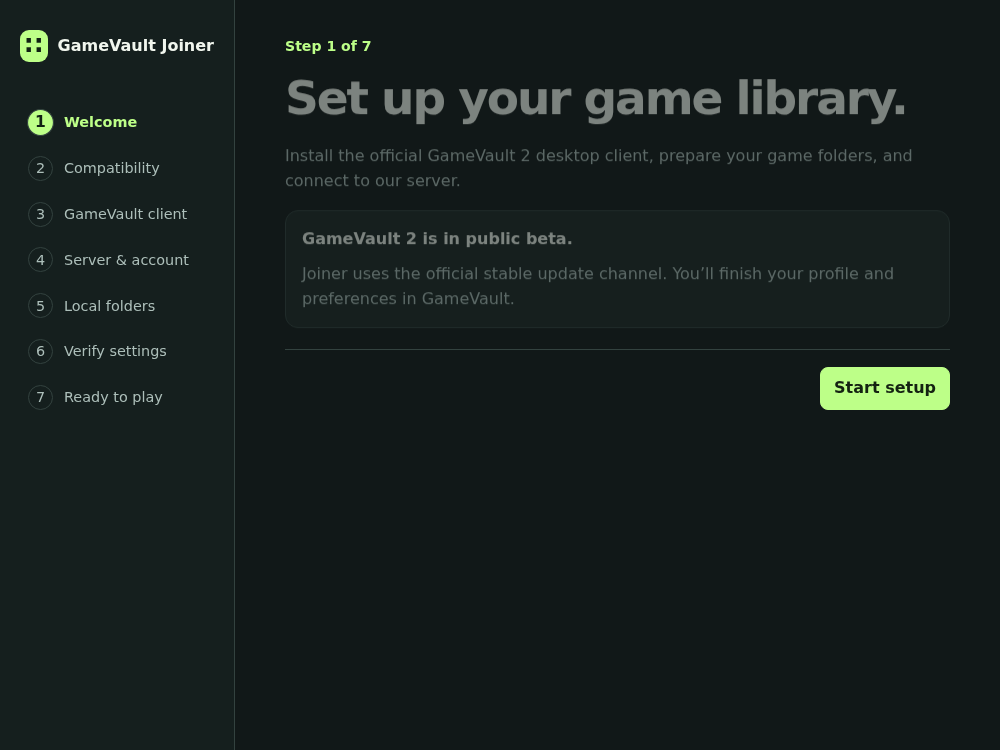 GameVault Joiner
1 Welcome
2 Compatibility
3 GameVault client
4 Server & account
5 Local folders
6 Verify settings
7 Ready to play
Step 1 of 7
Set up your game library.
Install the official GameVault 2 desktop client, prepare your game folders, and
connect to our server.
GameVault 2 is in public beta.
Joiner uses the official stable update channel. You’ll finish your profile and
preferences in GameVault.
Start setup